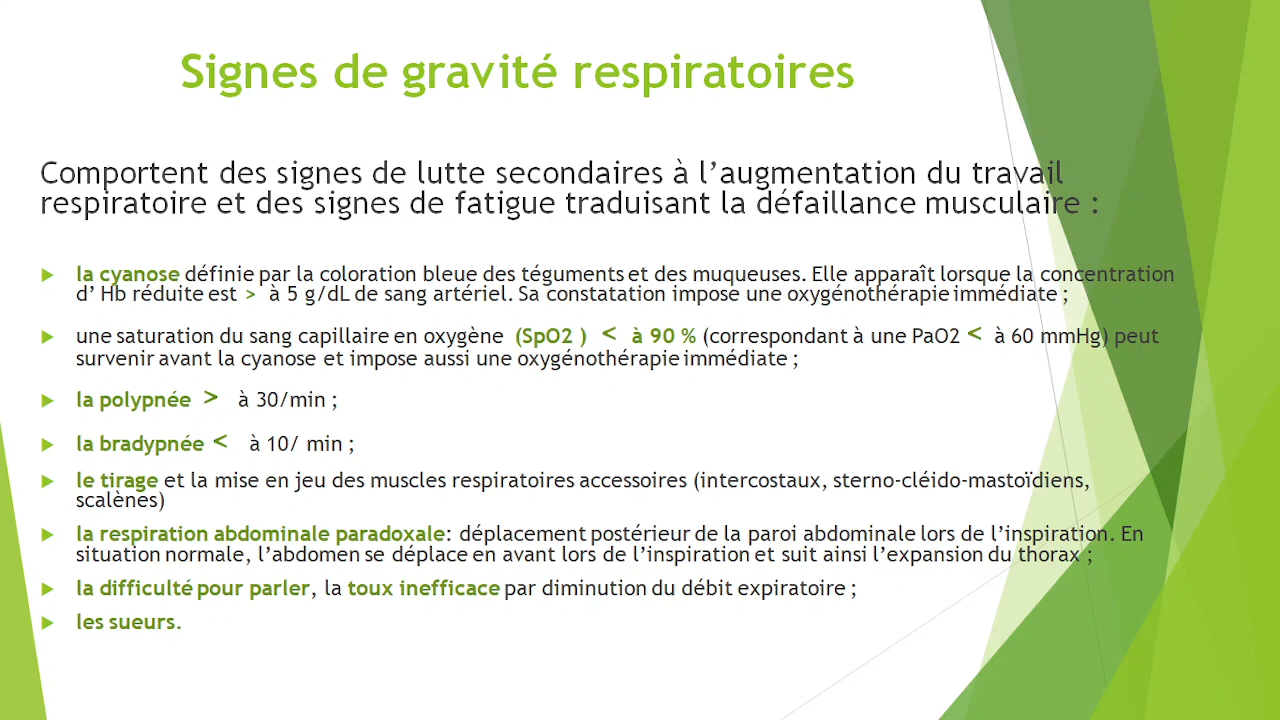 Signes de gravité respiratoires
Comportent des signes de lutte secondaires à l’augmentation du travail
respiratoire et des signes de fatigue traduisant la défaillance musculaire :
la cyanose définie par la coloration bleue des téguments et des muqueuses. Elle apparaît lorsque la concentration
d’ Hb réduite est > à 5 g/dL de sang artériel. Sa constatation impose une oxygénothérapie immédiate ;
une saturation du sang capillaire en oxygène (SpO2 ) < à 90 % (correspondant à une PaO2 < à 60 mmHg) peut
survenir avant la cyanose et impose aussi une oxygénothérapie immédiate ;
la polypnée > à 30/min ;
la bradypnée < à 10/ min ;
le tirage et la mise en jeu des muscles respiratoires accessoires (intercostaux, sterno-cléido-mastoïdiens,
scalènes)
la respiration abdominale paradoxale: déplacement postérieur de la paroi abdominale lors de l’inspiration. En
situation normale, l’abdomen se déplace en avant lors de l’inspiration et suit ainsi l’expansion du thorax ;
la difficulté pour parler, la toux inefficace par diminution du débit expiratoire ;
les sueurs.